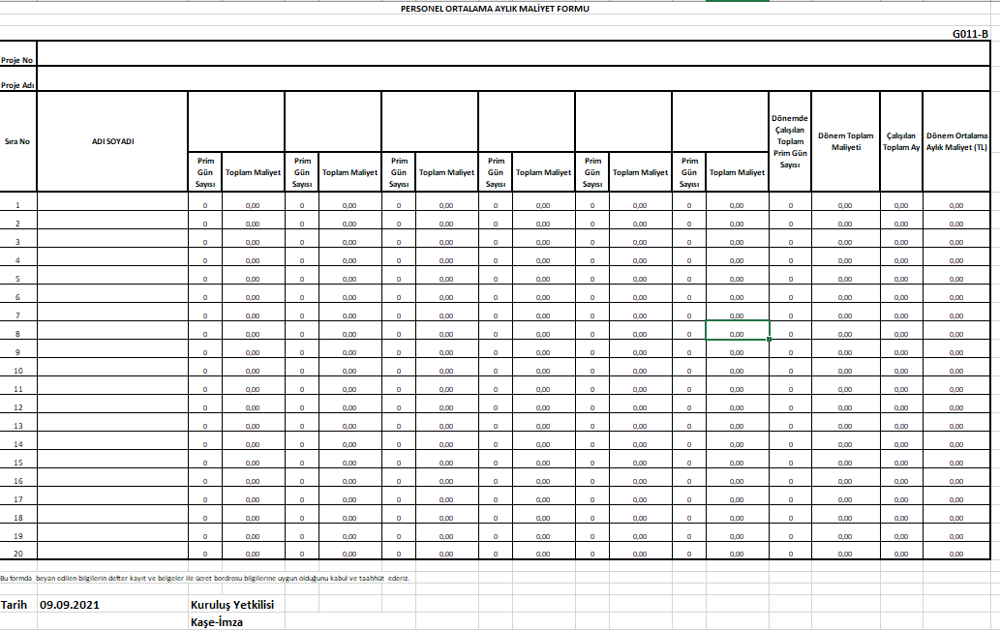 PERSONEL ORTALAMA AYLIK MALİYET FORMU
G011-B
Proje No
Proje Adı
Sıra No ADI SOYADI Dönemde Çalışılan Toplam Prim Gün Sayısı Dönem Toplam Maliyeti Çalışılan Toplam Ay Dönem Ortalama Aylık Maliyet (TL)
Prim Gün Sayısı Toplam Maliyet Prim Gün Sayısı Toplam Maliyet Prim Gün Sayısı Toplam Maliyet Prim Gün Sayısı Toplam Maliyet Prim Gün Sayısı Toplam Maliyet Prim Gün Sayısı Toplam Maliyet
1 0 0,00 0 0,00 0 0,00 0 0,00 0 0,00 0 0,00 0 0,00 0,00 0,00
2 0 0,00 0 0,00 0 0,00 0 0,00 0 0,00 0 0,00 0 0,00 0,00 0,00
3 0 0,00 0 0,00 0 0,00 0 0,00 0 0,00 0 0,00 0 0,00 0,00 0,00
4 0 0,00 0 0,00 0 0,00 0 0,00 0 0,00 0 0,00 0 0,00 0,00 0,00
5 0 0,00 0 0,00 0 0,00 0 0,00 0 0,00 0 0,00 0 0,00 0,00 0,00
6 0 0,00 0 0,00 0 0,00 0 0,00 0 0,00 0 0,00 0 0,00 0,00 0,00
7 0 0,00 0 0,00 0 0,00 0 0,00 0 0,00 0 0,00 0 0,00 0,00 0,00
8 0 0,00 0 0,00 0 0,00 0 0,00 0 0,00 0 0,00 0 0,00 0,00 0,00
9 0 0,00 0 0,00 0 0,00 0 0,00 0 0,00 0 0,00 0 0,00 0,00 0,00
10 0 0,00 0 0,00 0 0,00 0 0,00 0 0,00 0 0,00 0 0,00 0,00 0,00
11 0 0,00 0 0,00 0 0,00 0 0,00 0 0,00 0 0,00 0 0,00 0,00 0,00
12 0 0,00 0 0,00 0 0,00 0 0,00 0 0,00 0 0,00 0 0,00 0,00 0,00
13 0 0,00 0 0,00 0 0,00 0 0,00 0 0,00 0 0,00 0 0,00 0,00 0,00
14 0 0,00 0 0,00 0 0,00 0 0,00 0 0,00 0 0,00 0 0,00 0,00 0,00
15 0 0,00 0 0,00 0 0,00 0 0,00 0 0,00 0 0,00 0 0,00 0,00 0,00
16 0 0,00 0 0,00 0 0,00 0 0,00 0 0,00 0 0,00 0 0,00 0,00 0,00
17 0 0,00 0 0,00 0 0,00 0 0,00 0 0,00 0 0,00 0 0,00 0,00 0,00
18 0 0,00 0 0,00 0 0,00 0 0,00 0 0,00 0 0,00 0 0,00 0,00 0,00
19 0 0,00 0 0,00 0 0,00 0 0,00 0 0,00 0 0,00 0 0,00 0,00 0,00
20 0 0,00 0 0,00 0 0,00 0 0,00 0 0,00 0 0,00 0 0,00 0,00 0,00
Bu formda beyan edilen bilgilerin defter kayıt ve belgeler ile ücret bordrosu bilgilerine uygun olduğunu kabul ve taahhüt ederiz.
Tarih 09.09.2021 Kuruluş Yetkilisi
Kaşe-İmza